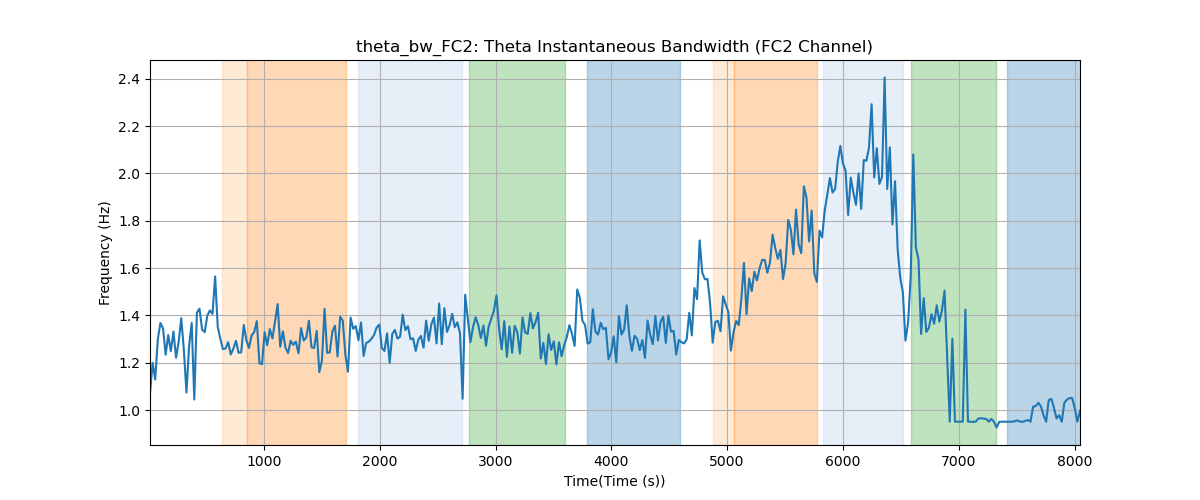 theta_bw_FC2: Theta Instantaneous Bandwidth (FC2 Channel)
Frequency (Hz)
2.4
2.2
2.0
1.8
1.6
1.4
1.2
1.0
1000 2000 3000 4000 5000 6000 7000 8000
Time(Time (s))